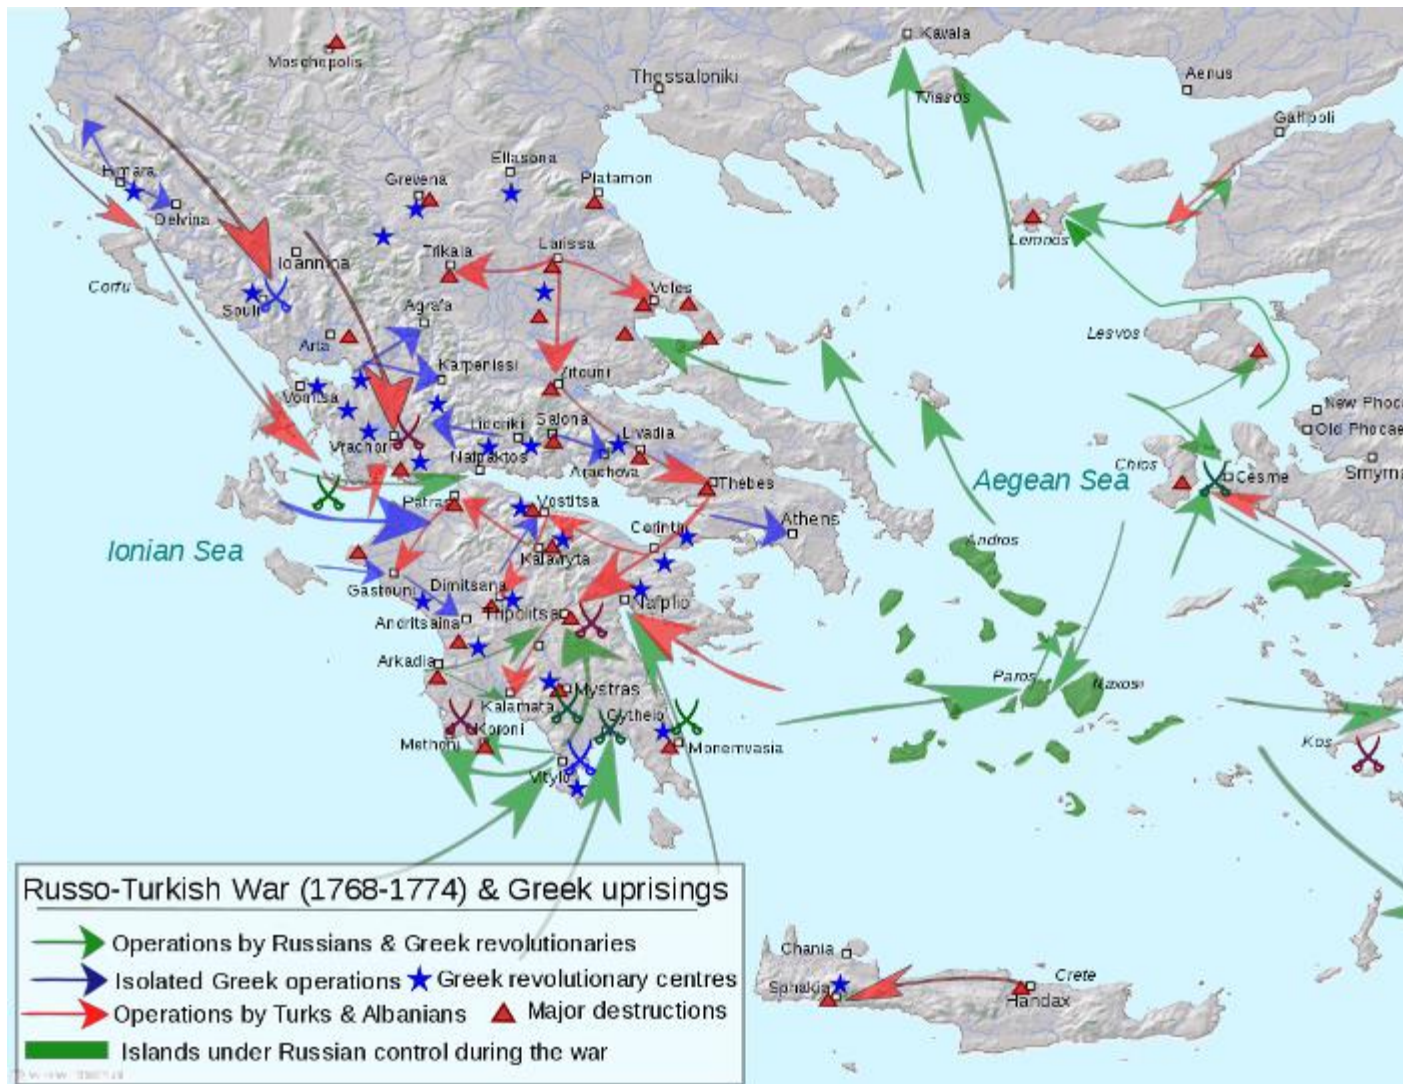 Moschopolis
Kavala
Thessaloniki
Aenus
Thasos
Gallipoli
Ellasona
Himara
Grevena
Platamon
Delvina
Lemnos
Larissa
Trikala
Ioannina
Corfu
Volos
Souli
Agrafa
Lesvos
Arta
Karpenissi
Zitouni
Vonitsa
New Phoc
Salona
Lidoriki
Livadia
Old Phocae
Vrachori
Nafpaktos
Arachova
Chios
Smyrn
Aegean Sea
Cesme
Thebes
Patras
Vostitsa
Athens
Corinth
Ionian Sea
Andros
Kalavryta
Dimitsana
Gastouni
Nafplio
Tripolitsa
Andritsaina
Arkadia
Paros
Naxos
Mystras
Kalamata
Gytheio
Koroni
Methoni
Monemvasia
Kos
Vitylo
Russo-Turkish War (1768-1774) & Greek uprisings
Operations by Russians & Greek revolutionaries
Isolated Greek operations
Greek revolutionary centres
Operations by Turks & Albanians
Major destructions
Islands under Russian control during the war
Chania
Crete
Sphakia
Handax